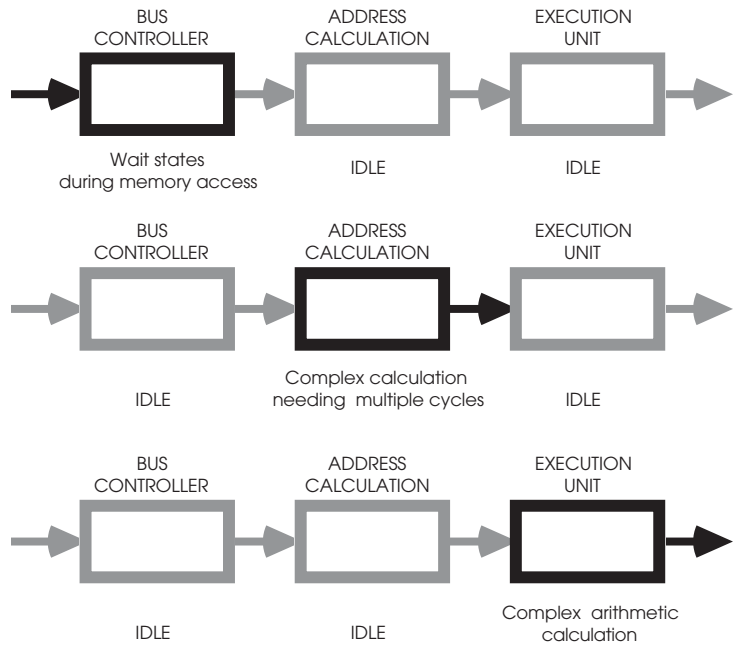 BUS
CONTROLLER
ADDRESS
CALCULATION
EXECUTION
UNIT
Wait states
during memory access
IDLE
IDLE
BUS
CONTROLLER
ADDRESS
CALCULATION
EXECUTION
UNIT
IDLE
Complex calculation
needing multiple cycles
IDLE
BUS
CONTROLLER
ADDRESS
CALCULATION
EXECUTION
UNIT
IDLE
IDLE
Complex arithmetic
calculation